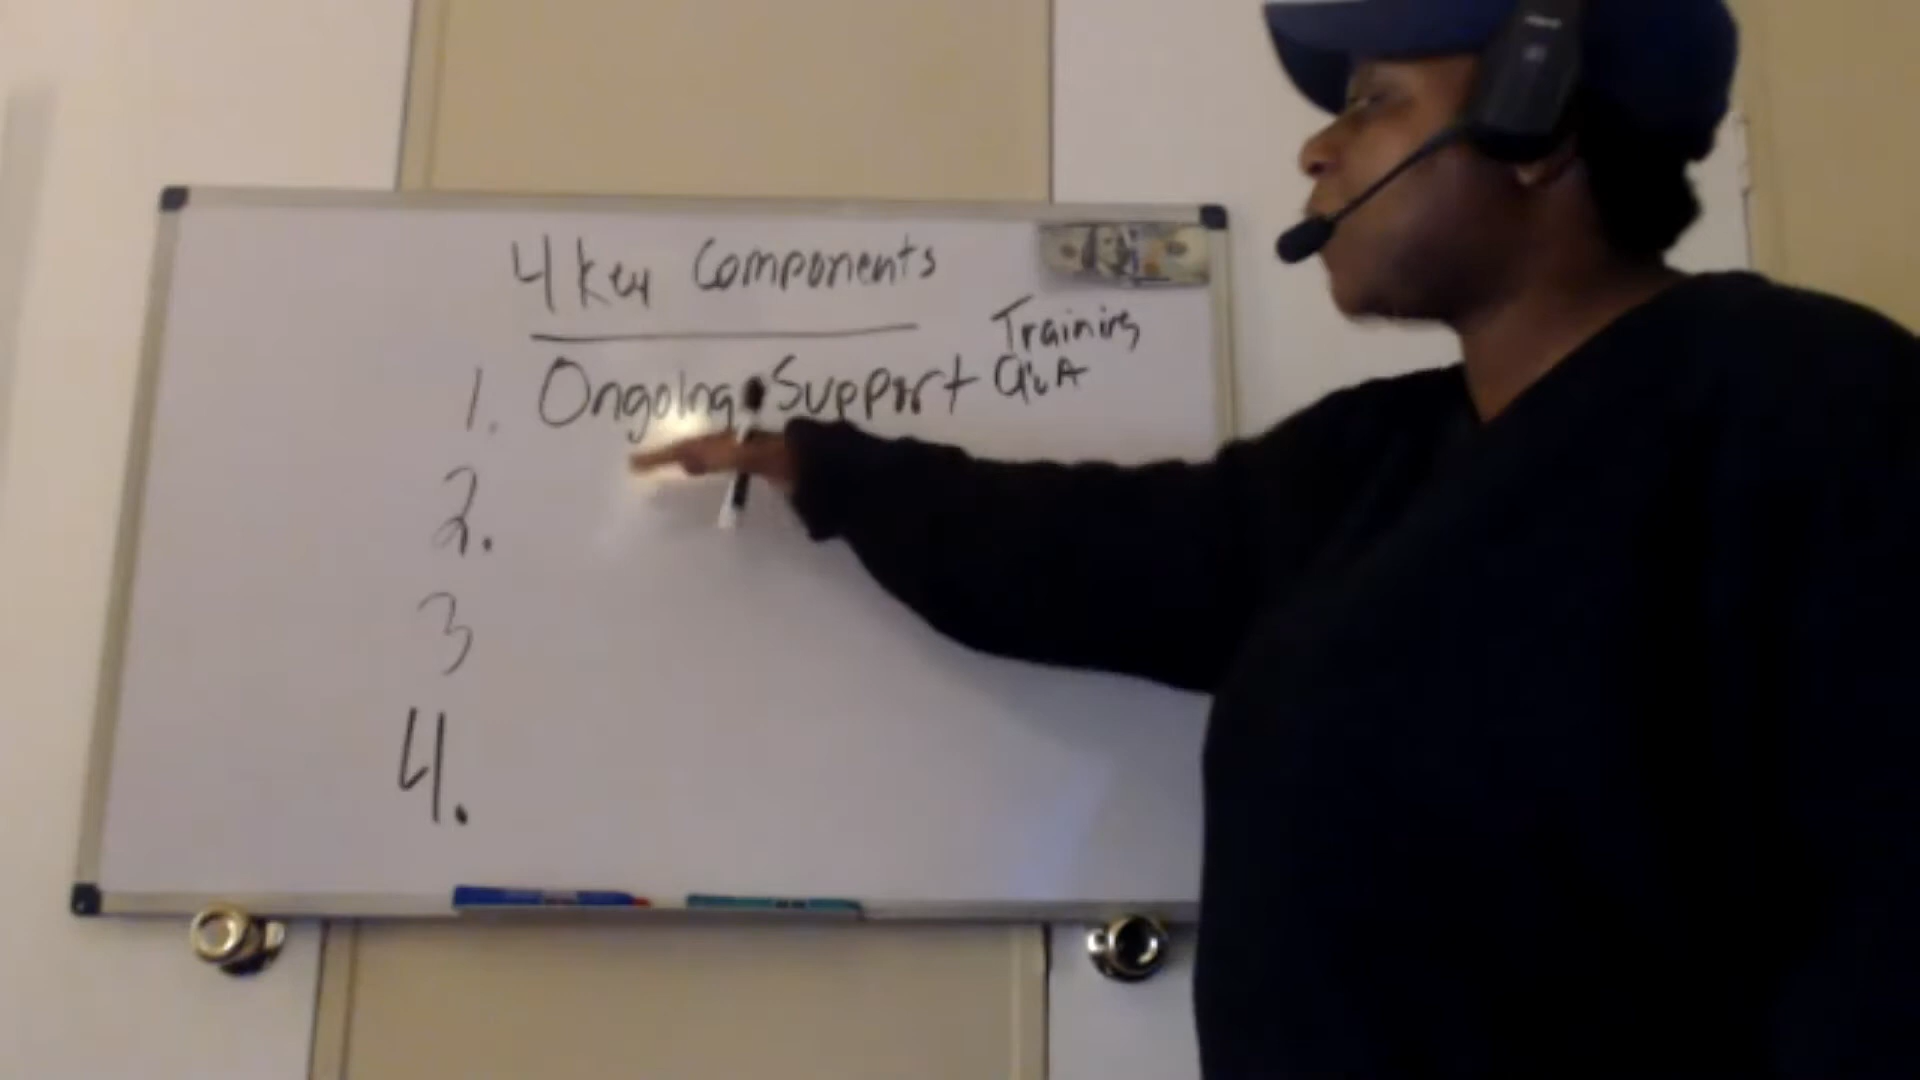 4 Key Components
Training
1. Ongoing Support Q&A
2.
3
4.